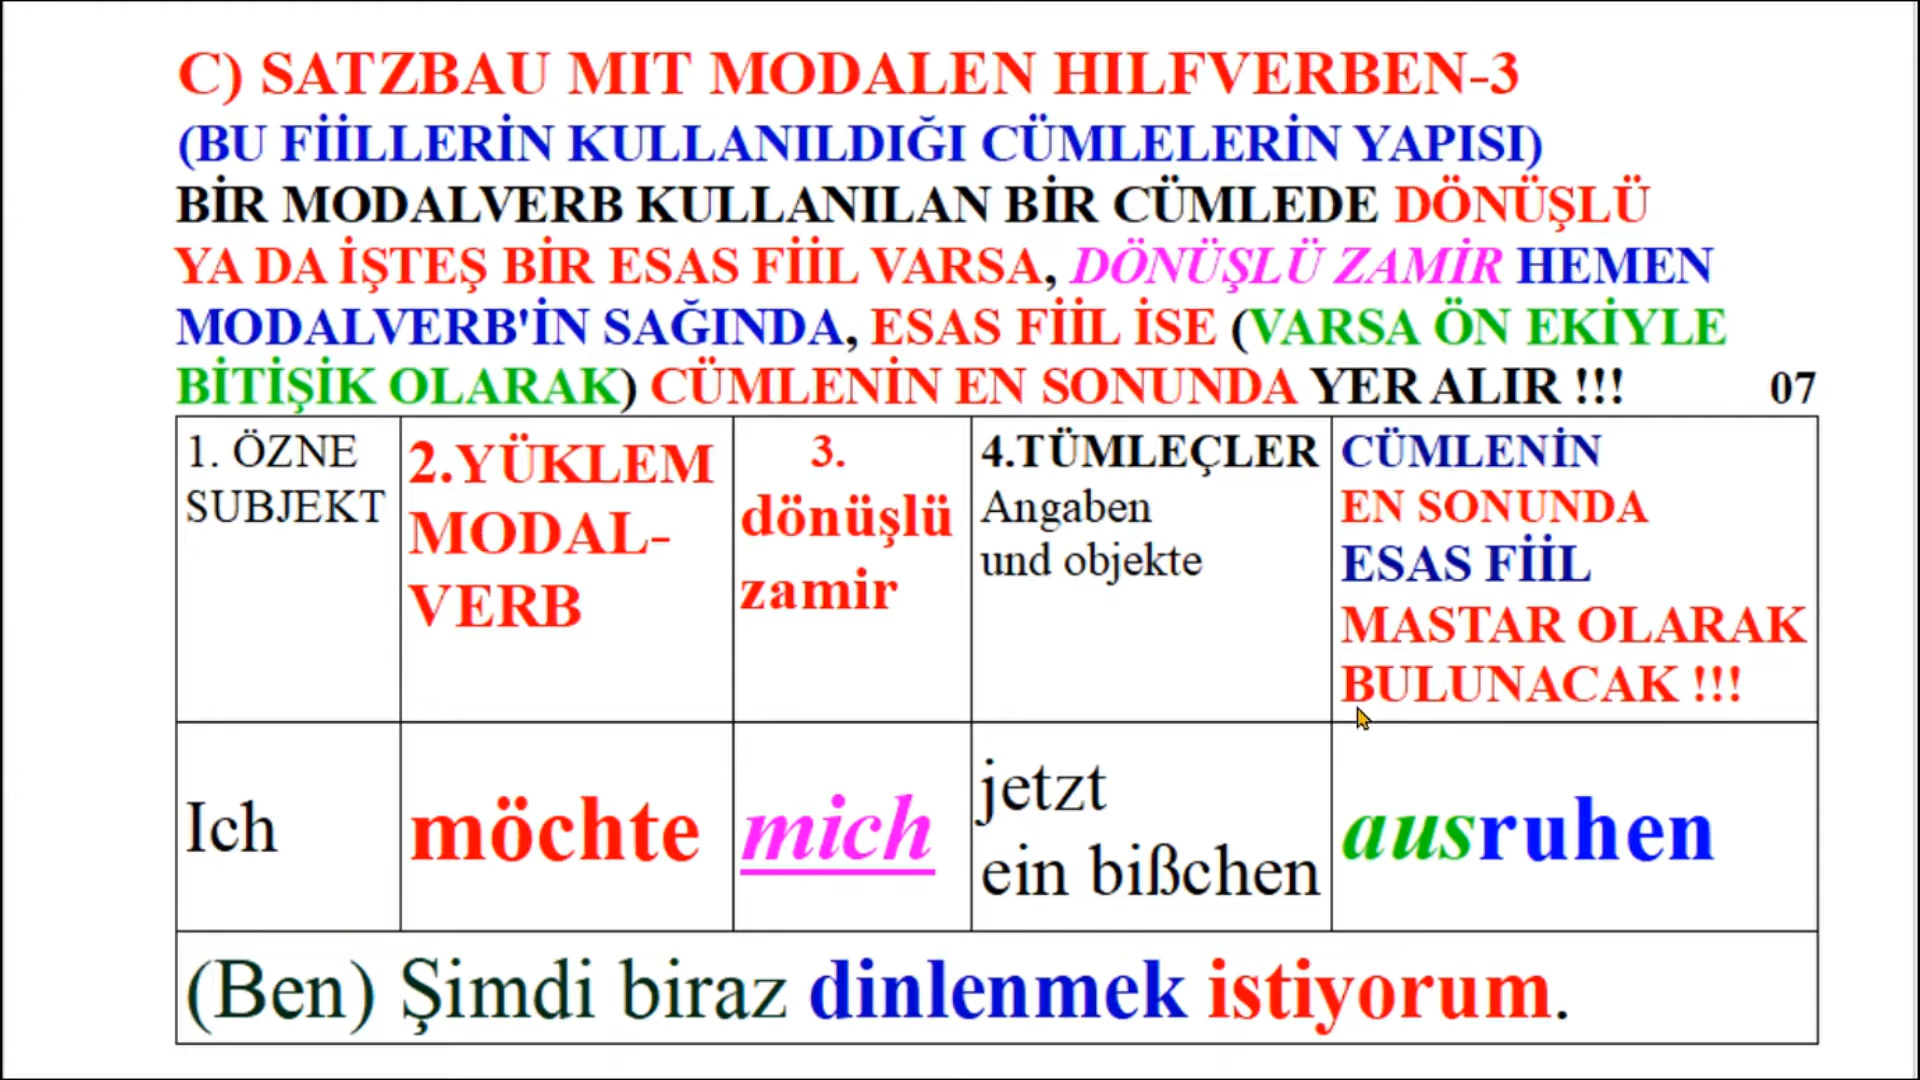 C) SATZBAU MIT MODALEN HILFVERBEN-3
(BU FİİLLERİN KULLANILDIĞI CÜMLELERİN YAPISI)
BİR MODALVERB KULLANILAN BİR CÜMLEDE DÖNÜŞLÜ
YA DA İŞTEŞ BİR ESAS FİİL VARSA, DÖNÜŞLÜ ZAMİR HEMEN
MODALVERB'İN SAĞINDA, ESAS FİİL İSE (VARSA ÖN EKİYLE
BİTİŞİK OLARAK) CÜMLENİN EN SONUNDA YER ALIR !!! 07
1. ÖZNE
SUBJEKT
2.YÜKLEM
MODAL-
VERB
3.
dönüşlü
zamir
4.TÜMLEÇLER
Angaben
und objekte
CÜMLENİN
EN SONUNDA
ESAS FİİL
MASTAR OLARAK
BULUNACAK !!!
Ich
möchte
mich
jetzt
ein bißchen
ausruhen
(Ben) Şimdi biraz dinlenmek istiyorum.